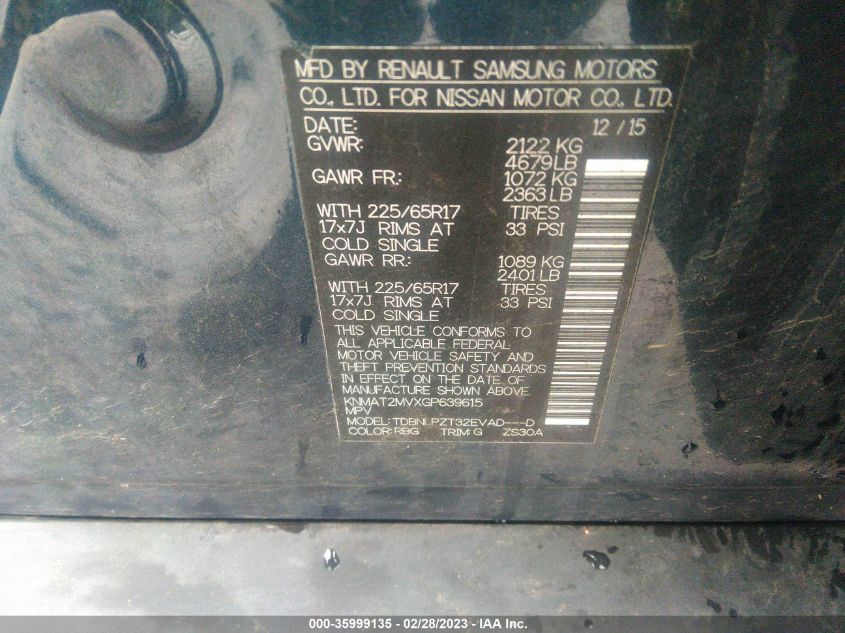 MFD BY RENAULT SAMSUNG MOTORS
CO., LTD. FOR NISSAN MOTOR CO., LTD.
DATE: 12 / 15
GVWR: 2122 KG
4679 LB
GAWR FR.: 1072 KG
2363 LB
WITH 225/65R17 TIRES
17x7J RIMS AT 33 PSI
COLD SINGLE
GAWR RR.: 1089 KG
2401 LB
WITH 225/65R17 TIRES
17x7J RIMS AT 33 PSI
COLD SINGLE
THIS VEHICLE CONFORMS TO
ALL APPLICABLE FEDERAL
MOTOR VEHICLE SAFETY AND
THEFT PREVENTION STANDARDS
IN EFFECT ON THE DATE OF
MANUFACTURE SHOWN ABOVE.
KNMAT2MVXGP639615
MPV
MODEL: TDBNLPZT32EVAD---D
COLOR: RBG TRIM: G ZS30A
000-35999135 - 02/28/2023 - IAA Inc.